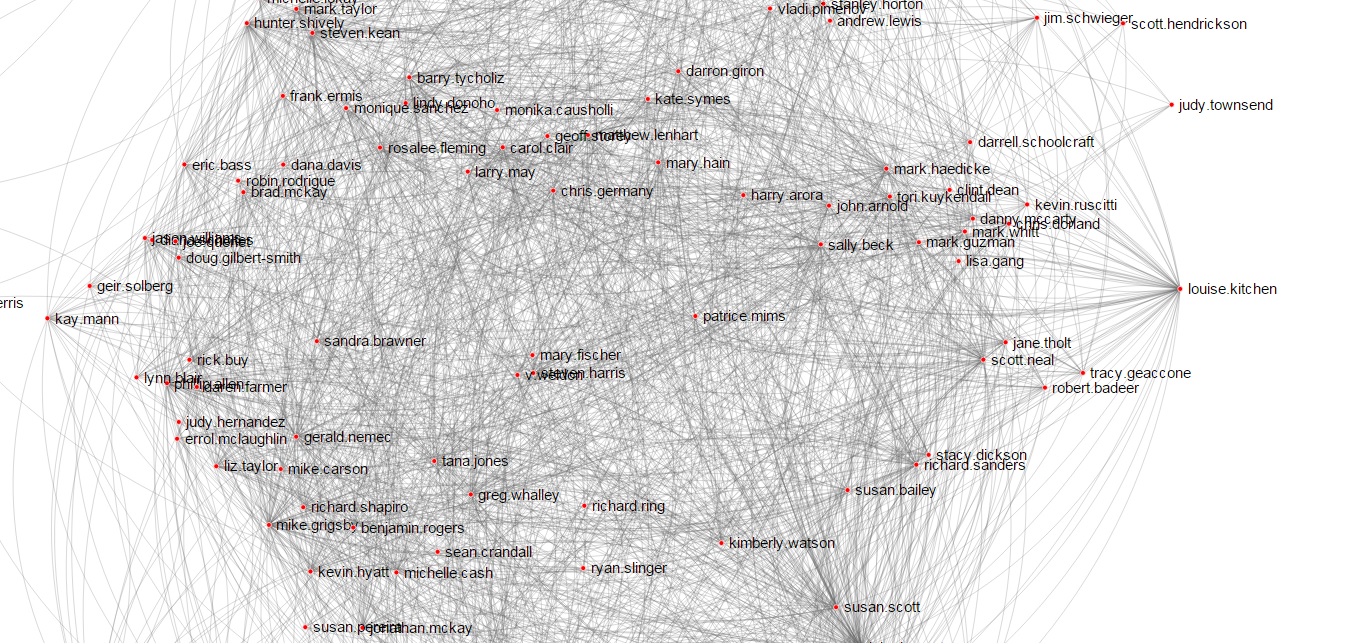 mark.taylor
hunter.shively
steven.kean
vladi.pimenov
stanley.horton
andrew.lewis
jim.schwieger
scott.hendrickson
barry.tycholiz
darron.giron
frank.ermis
lindy.donoho
monique.sanchez
monika.causholli
kate.symes
judy.townsend
geoff.storey
matthew.lenhart
rosalee.fleming
carol.clair
darrell.schoolcraft
eric.bass
dana.davis
larry.may
mary.hain
mark.haedicke
robin.rodrigue
brad.mckay
chris.germany
harry.arora
john.arnold
tori.kuykendall
clint.dean
kevin.ruscitti
danny.mccarty
chris.dorland
mark.whitt
jason.williams
joe.quenet
sally.beck
mark.guzman
doug.gilbert-smith
lisa.gang
geir.solberg
louise.kitchen
erris
kay.mann
patrice.mims
sandra.brawner
jane.tholt
rick.buy
mary.fischer
scott.neal
lynn.blair
phillip.allen
daren.farmer
v.weldon
steven.harris
tracy.geaccone
robert.badeer
judy.hernandez
errol.mclaughlin
gerald.nemec
liz.taylor
mike.carson
tana.jones
stacy.dickson
richard.sanders
greg.whalley
susan.bailey
richard.shapiro
richard.ring
mike.grigsby
benjamin.rogers
kimberly.watson
sean.crandall
kevin.hyatt
michelle.cash
ryan.slinger
susan.scott
susan.pereira
jonathan.mckay